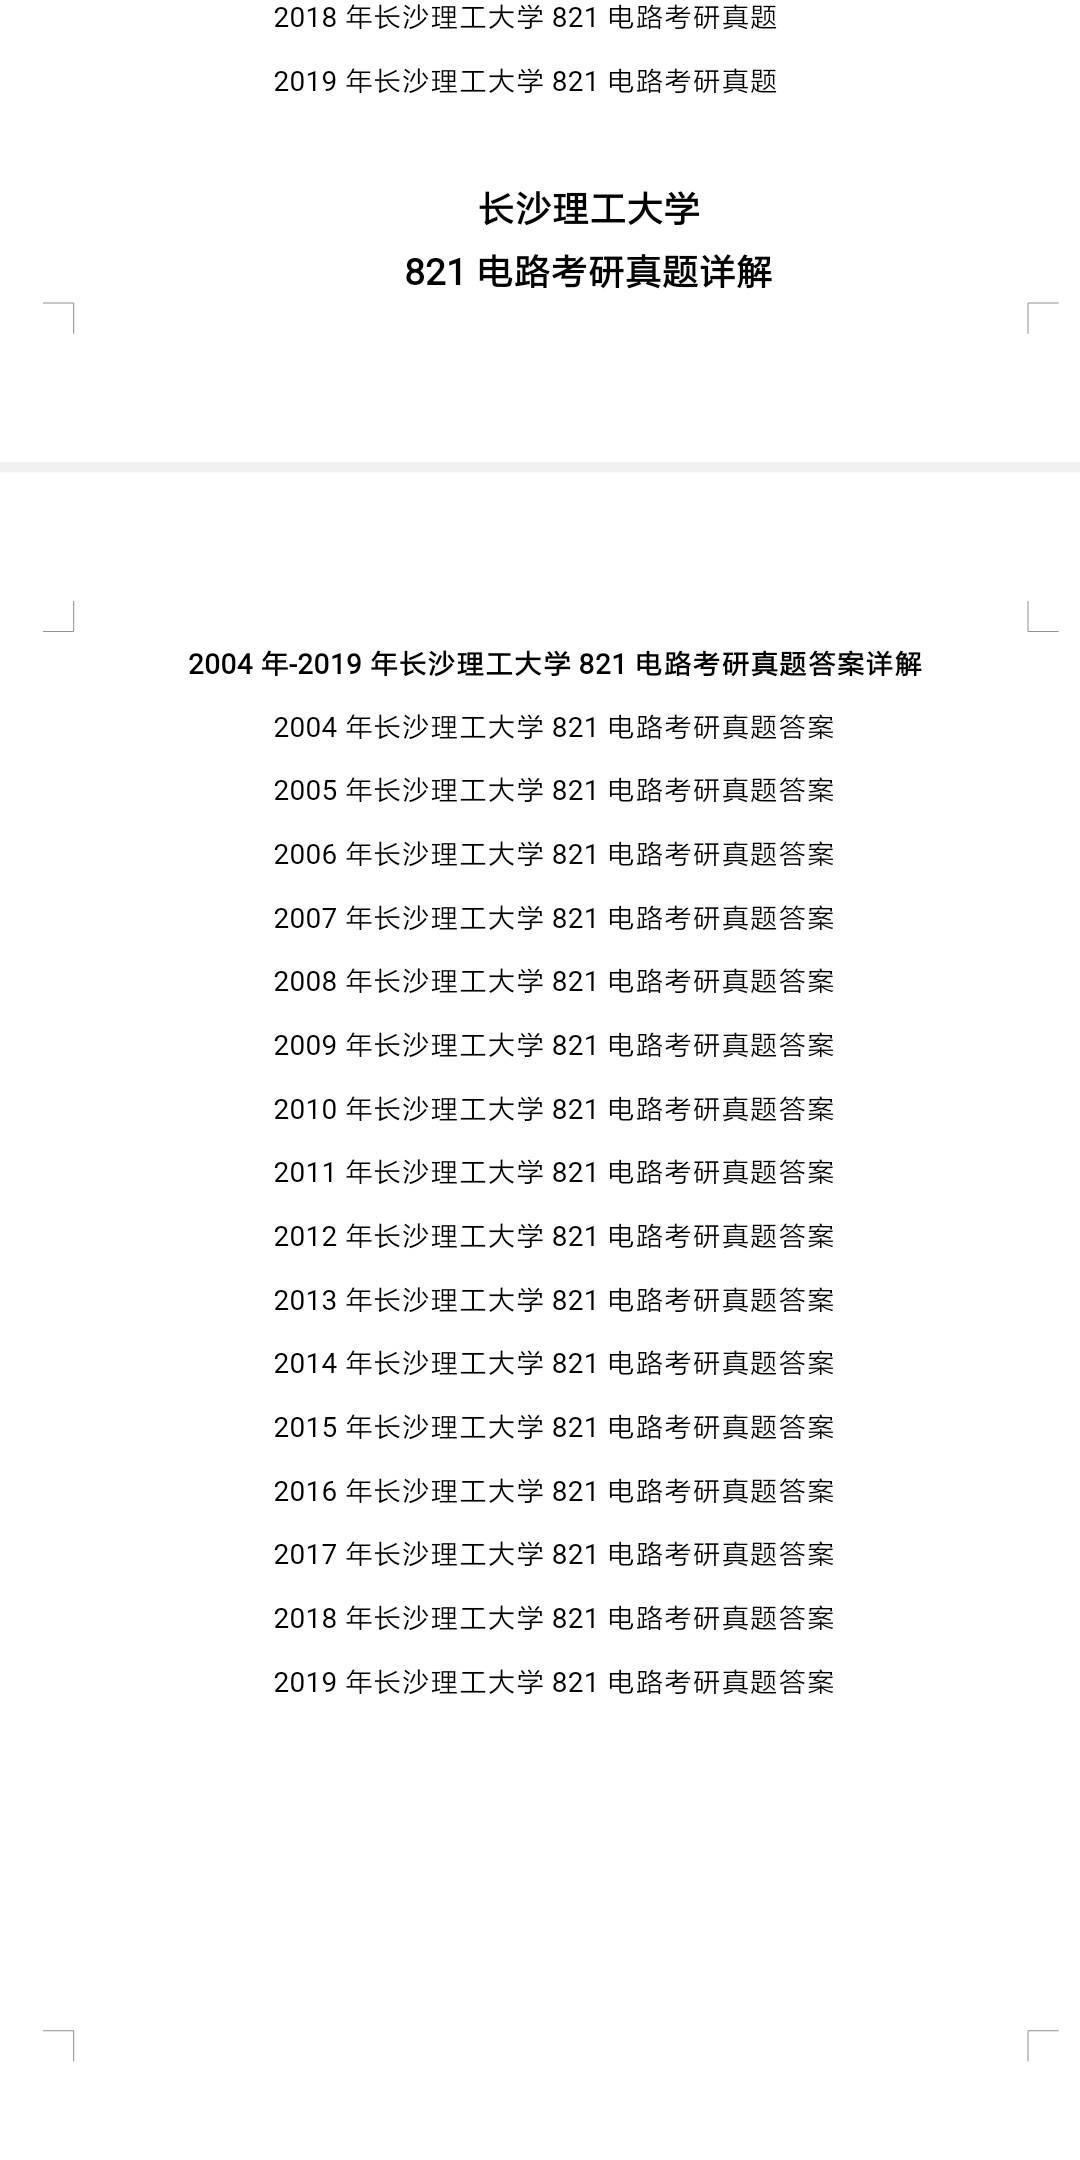 2018 年长沙理工大学 821 电路考研真题
2019 年长沙理工大学 821 电路考研真题
长沙理工大学
821 电路考研真题详解
2004 年-2019 年长沙理工大学 821 电路考研真题答案详解
2004 年长沙理工大学 821 电路考研真题答案
2005 年长沙理工大学 821 电路考研真题答案
2006 年长沙理工大学 821 电路考研真题答案
2007 年长沙理工大学 821 电路考研真题答案
2008 年长沙理工大学 821 电路考研真题答案
2009 年长沙理工大学 821 电路考研真题答案
2010 年长沙理工大学 821 电路考研真题答案
2011 年长沙理工大学 821 电路考研真题答案
2012 年长沙理工大学 821 电路考研真题答案
2013 年长沙理工大学 821 电路考研真题答案
2014 年长沙理工大学 821 电路考研真题答案
2015 年长沙理工大学 821 电路考研真题答案
2016 年长沙理工大学 821 电路考研真题答案
2017 年长沙理工大学 821 电路考研真题答案
2018 年长沙理工大学 821 电路考研真题答案
2019 年长沙理工大学 821 电路考研真题答案